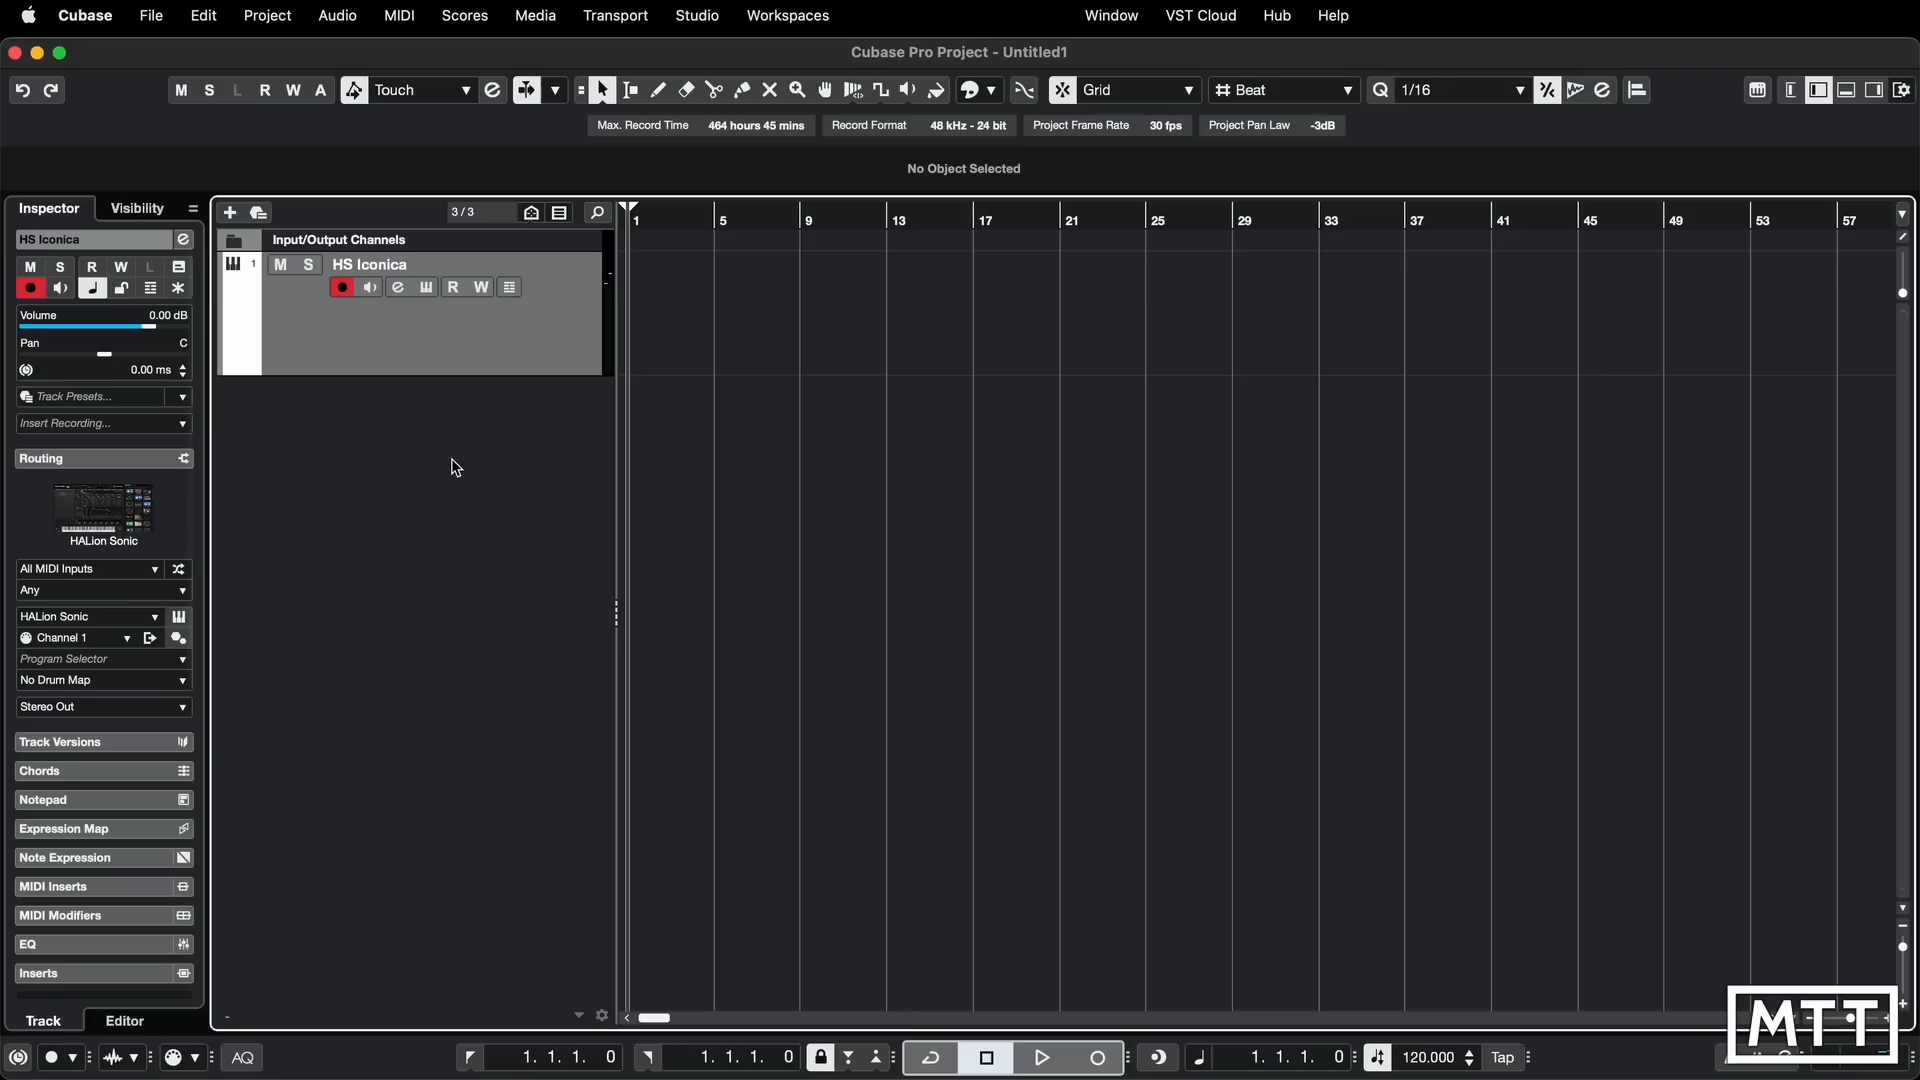 Cubase File Edit Project Audio MIDI Scores Media Transport Studio Workspaces Window VST Cloud Hub Help
Cubase Pro Project - Untitled1
M S L R W A Touch Grid Beat Q 1/16
Max. Record Time 464 hours 45 mins Record Format 48 kHz - 24 bit Project Frame Rate 30 fps Project Pan Law -3dB
No Object Selected
Inspector Visibility
3/3
1 5 9 13 17 21 25 29 33 37 41 45 49 53 57
HS Iconica
Input/Output Channels
M S R W L
1 M S HS Iconica
R W
Volume 0.00 dB
Pan C
0.00 ms
Track Presets...
Insert Recording...
Routing
HALion Sonic
All MIDI Inputs
Any
HALion Sonic
Channel 1
Program Selector
No Drum Map
Stereo Out
Track Versions
Chords
Notepad
Expression Map
Note Expression
MIDI Inserts
MIDI Modifiers
EQ
Inserts
Track Editor
MTT
AQ 1. 1. 1. 0 1. 1. 1. 0 1. 1. 1. 0 120.000 Tap